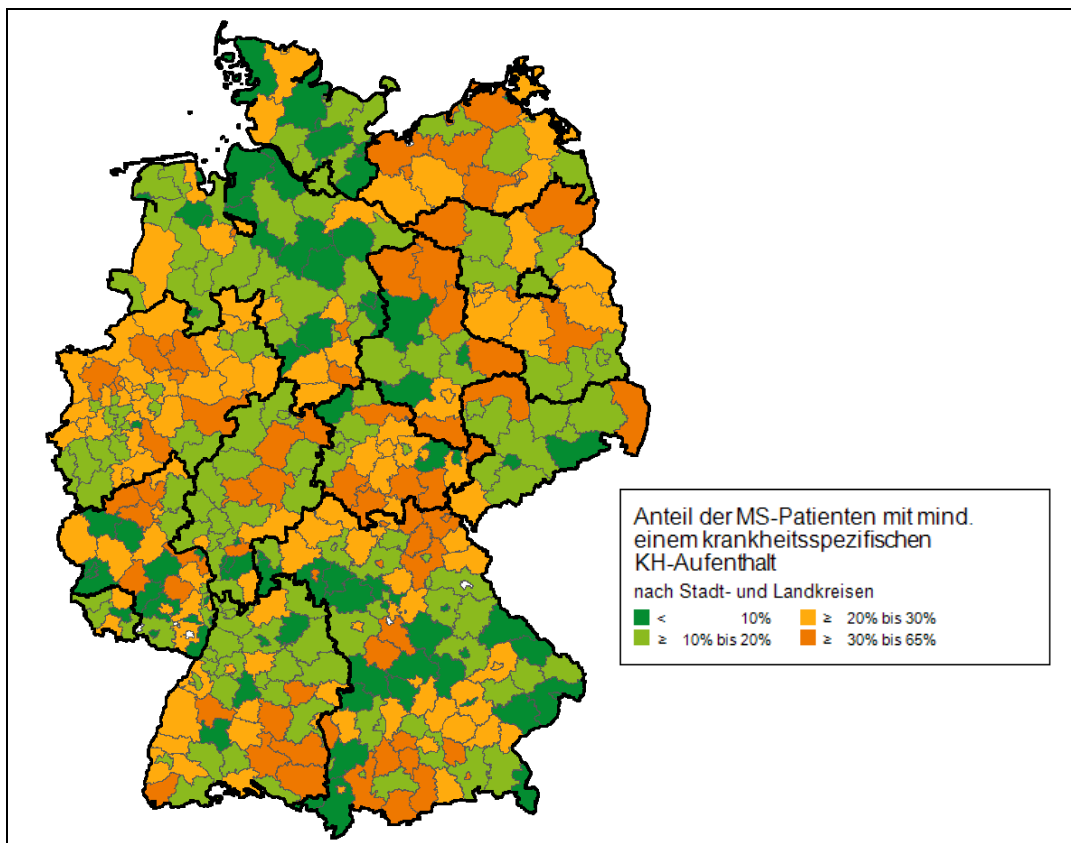 Anteil der MS-Patienten mit mind.
einem krankheitsspezifischen
KH-Aufenthalt
nach Stadt- und Landkreisen
< 10% ≥ 20% bis 30%
≥ 10% bis 20% ≥ 30% bis 65%